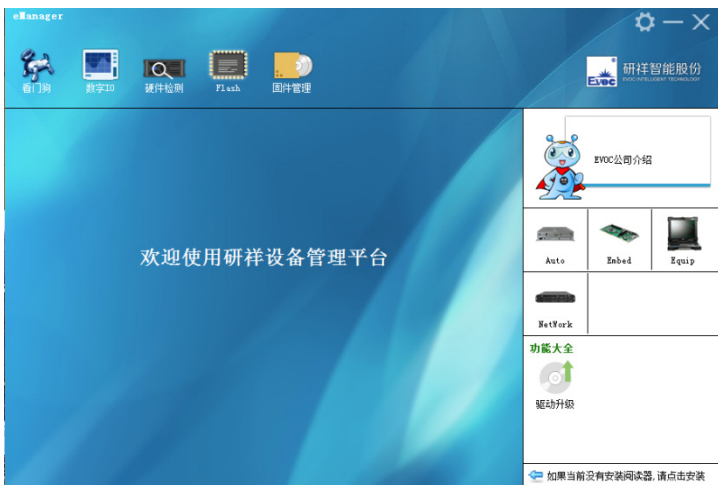 eManager
看门狗
数字IO
硬件检测
Flash
固件管理
Evoc
研祥智能股份
EVOC INTELLIGENT TECHNOLOGY
欢迎使用研祥设备管理平台
EVOC公司介绍
Auto
Embed
Equip
NetWork
功能大全
驱动升级
如果当前没有安装阅读器,请点击安装